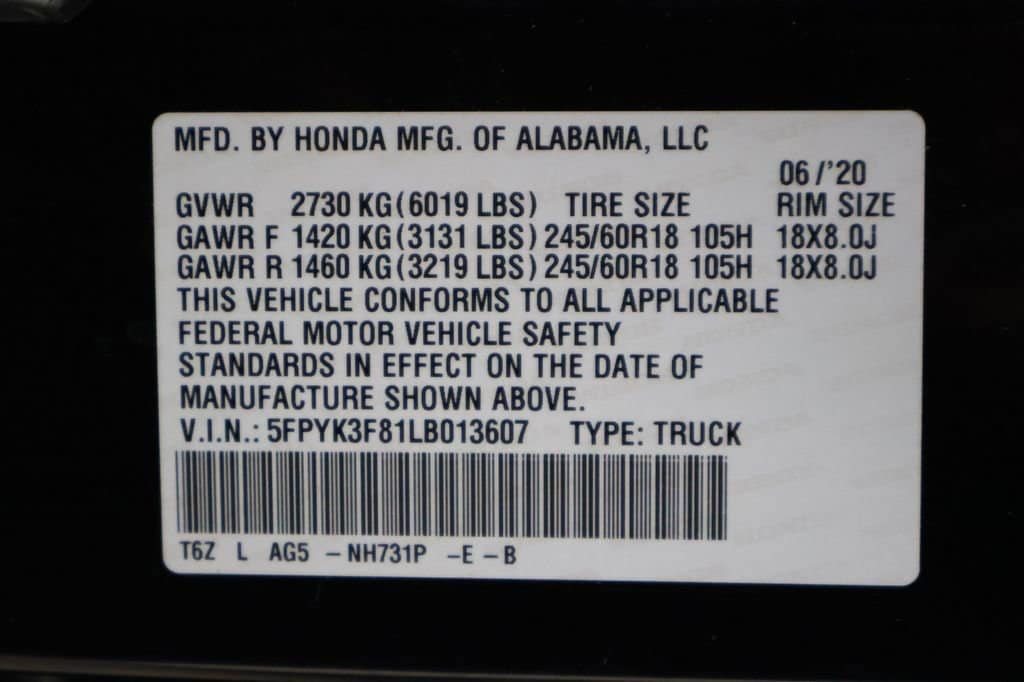 MFD. BY HONDA MFG. OF ALABAMA, LLC
06/'20
GVWR 2730 KG (6019 LBS) TIRE SIZE RIM SIZE
GAWR F 1420 KG (3131 LBS) 245/60R18 105H 18X8.0J
GAWR R 1460 KG (3219 LBS) 245/60R18 105H 18X8.0J
THIS VEHICLE CONFORMS TO ALL APPLICABLE
FEDERAL MOTOR VEHICLE SAFETY
STANDARDS IN EFFECT ON THE DATE OF
MANUFACTURE SHOWN ABOVE.
V.I.N.: 5FPYK3F81LB013607 TYPE: TRUCK
T6Z L AG5 – NH731P – E – B